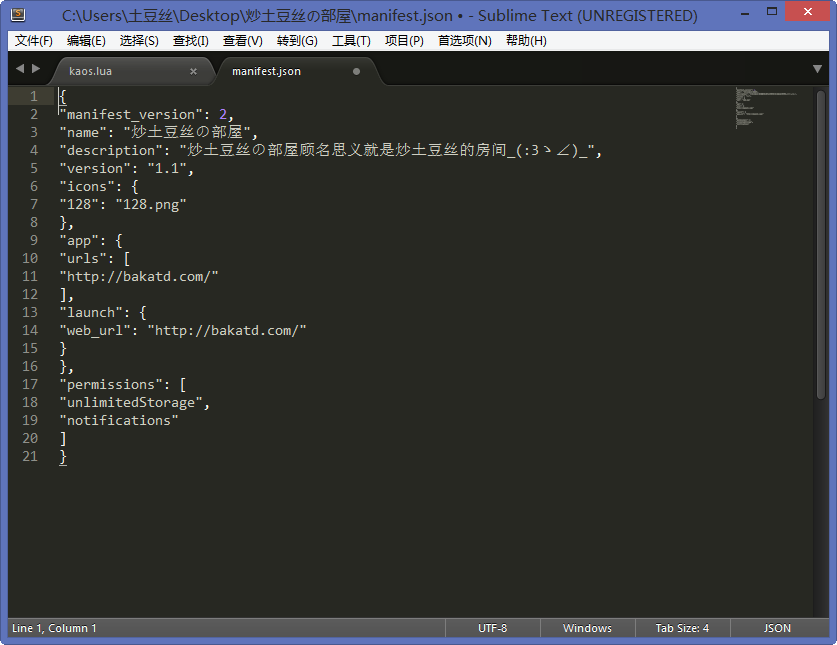 C:\Users\土豆丝\Desktop\炒土豆丝の部屋\manifest.json • - Sublime Text (UNREGISTERED)
文件(F) 编辑(E) 选择(S) 查找(I) 查看(V) 转到(G) 工具(T) 项目(P) 首选项(N) 帮助(H)
kaos.lua manifest.json
1 {
2 "manifest_version": 2,
3 "name": "炒土豆丝の部屋",
4 "description": "炒土豆丝の部屋顾名思义就是炒土豆丝的房间_(:3ヽ∠)_",
5 "version": "1.1",
6 "icons": {
7 "128": "128.png"
8 },
9 "app": {
10 "urls": [
11 "http://bakatd.com/"
12 ],
13 "launch": {
14 "web_url": "http://bakatd.com/"
15 }
16 },
17 "permissions": [
18 "unlimitedStorage",
19 "notifications"
20 ]
21 }
Line 1, Column 1 UTF-8 Windows Tab Size: 4 JSON